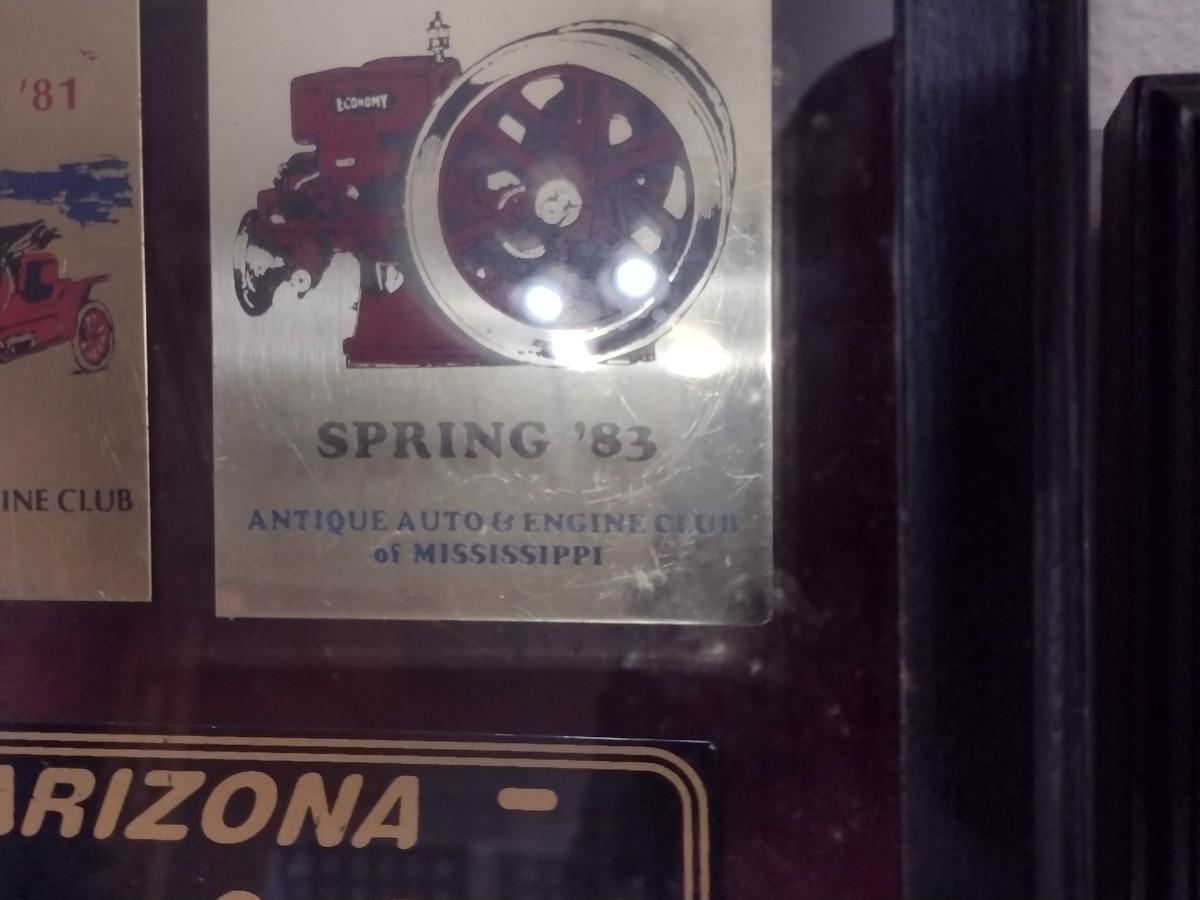 '81
INE CLUB
ECONOMY
SPRING '83
ANTIQUE AUTO & ENGINE CLUB
of MISSISSIPPI
ARIZONA